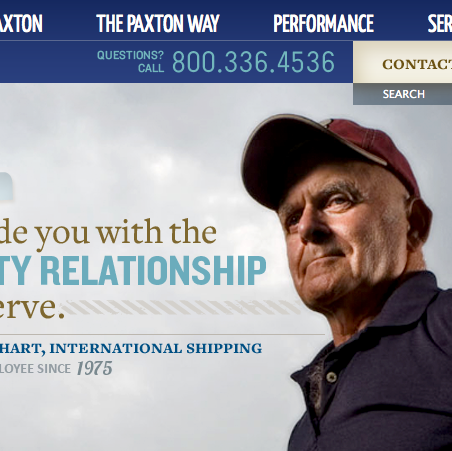 AXTON THE PAXTON WAY PERFORMANCE SER
QUESTIONS?
CALL 800.336.4536
CONTACT
SEARCH
de you with the
TY RELATIONSHIP
erve.
HART, INTERNATIONAL SHIPPING
LOYEE SINCE 1975